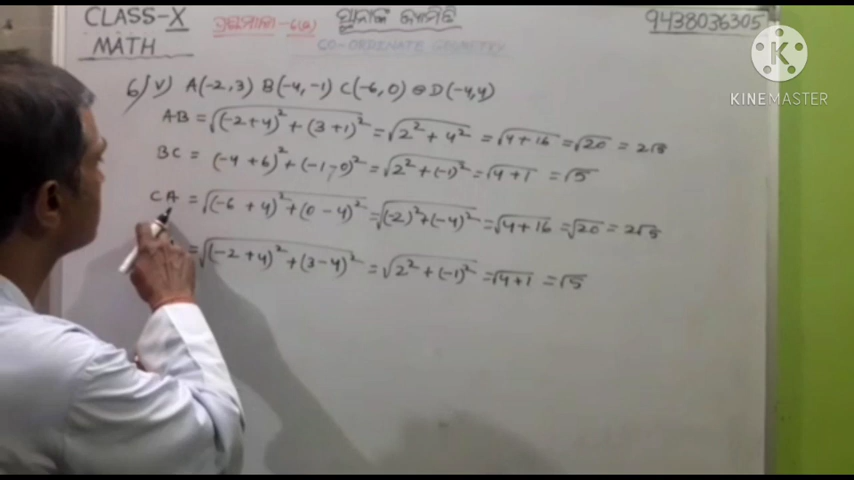 CLASS-X
MATH
ସ୍ଥାନାଙ୍କ ଜ୍ୟାମିତି
CO-ORDINATE GEOMETRY
9438036305
KINEMASTER
6) (V) A(-2,3) B(-4,-1) C(-6,0) ଓ D(-4,4)
AB = √(-2+4)² + (3+1)² = √2² + 4² = √4+16 = √20 = 2√5
BC = (-4+6)² + (-1-0)² = √2² + (-1)² = √4+1 = √5
CA = √(-6+4)² + (0-4)² = √(-2)² + (-4)² = √4+16 = √20 = 2√5
= √(-2+4)² + (3-4)² = √2² + (-1)² = √4+1 = √5